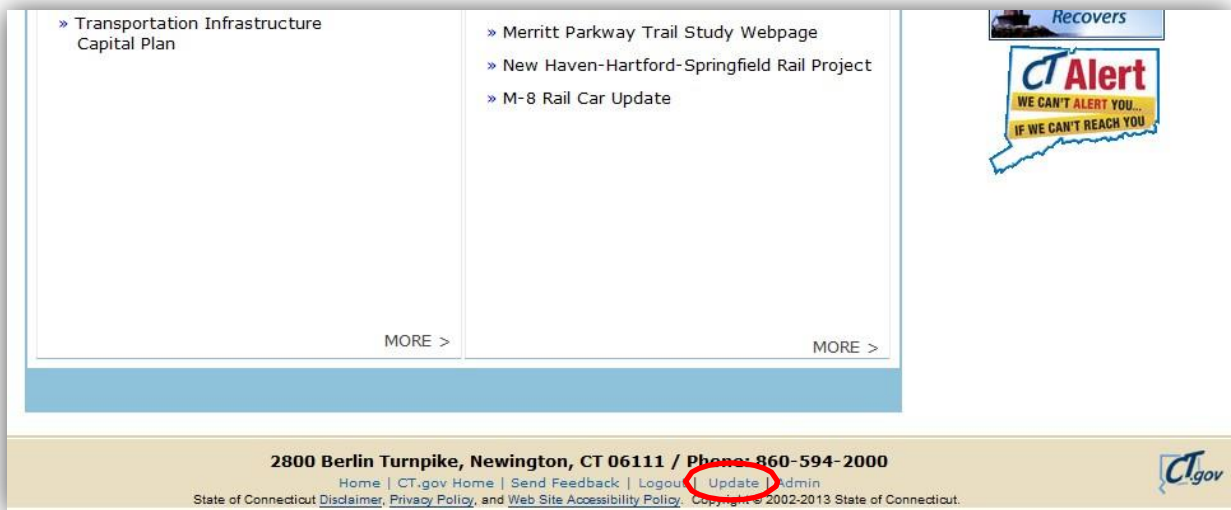 » Transportation Infrastructure
Capital Plan
MORE >
» Merritt Parkway Trail Study Webpage
» New Haven-Hartford-Springfield Rail Project
» M-8 Rail Car Update
MORE >
Recovers
CT Alert
WE CAN'T ALERT YOU...
IF WE CAN'T REACH YOU
2800 Berlin Turnpike, Newington, CT 06111 / Phone: 860-594-2000
Home | CT.gov Home | Send Feedback | Logout | Update | Admin
State of Connecticut Disclaimer, Privacy Policy, and Web Site Accessibility Policy. Copyright © 2002-2013 State of Connecticut.
CT.gov